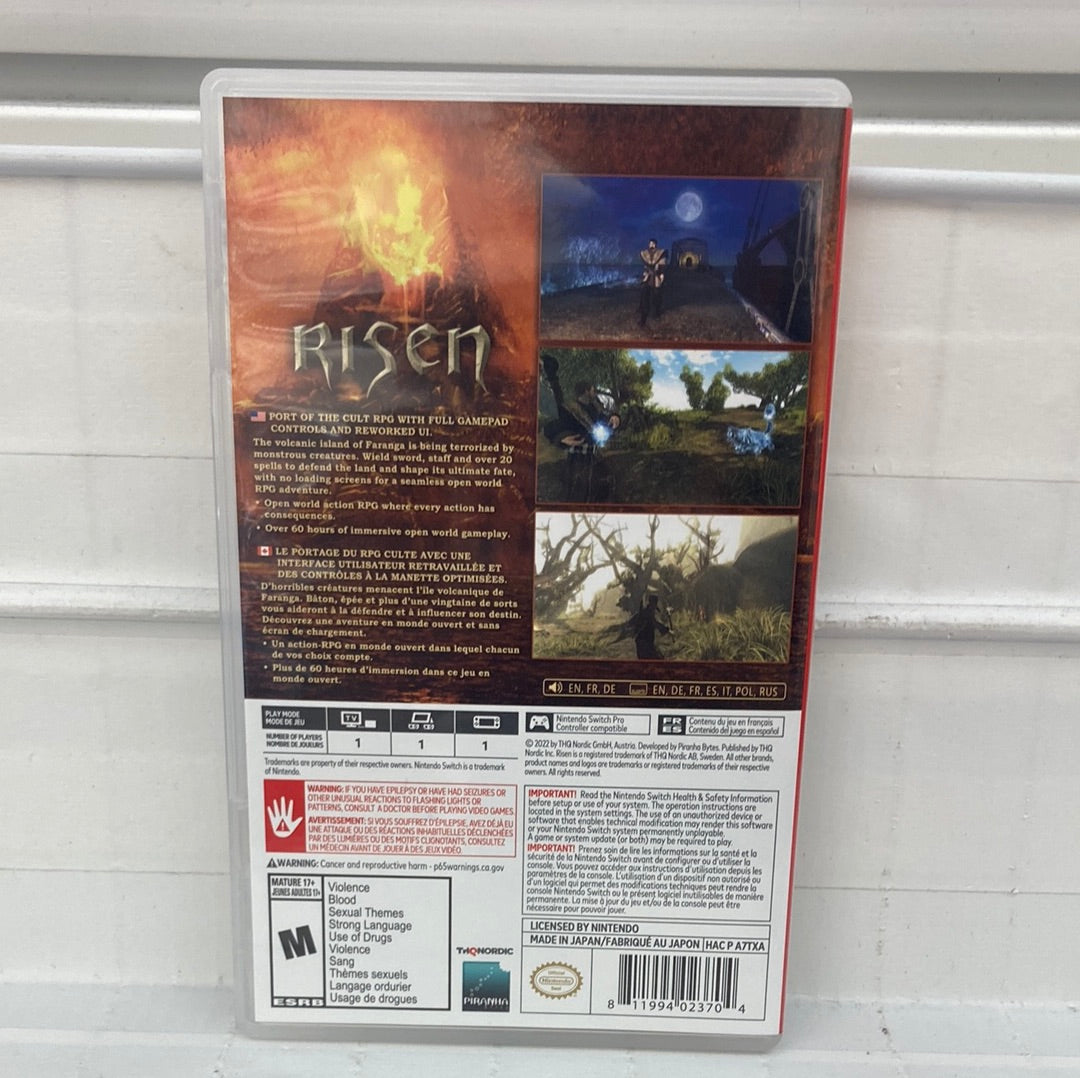 RISEN
PORT OF THE CULT RPG WITH FULL GAMEPAD
CONTROLS AND REWORKED UI.
The volcanic island of Faranga is being terrorized by
monstrous creatures. Wield sword, staff and over 20
spells to defend the land and shape its ultimate fate,
with no loading screens for a seamless open world
RPG adventure.
• Open world action RPG where every action has
consequences.
• Over 60 hours of immersive open world gameplay.
LE PORTAGE DU RPG CULTE AVEC UNE
INTERFACE UTILISATEUR RETRAVAILLÉE ET
DES CONTRÔLES À LA MANETTE OPTIMISÉES.
D'horribles créatures menacent l'île volcanique de
Faranga. Bâton, épée et plus d'une vingtaine de sorts
vous aideront à la défendre et à influencer son destin.
Découvrez une aventure en monde ouvert et sans
écran de chargement.
• Un action-RPG en monde ouvert dans lequel chacun
de vos choix compte.
• Plus de 60 heures d'immersion dans ce jeu en
monde ouvert.
EN, FR, DE EN, DE, FR, ES, IT, POL, RUS
PLAY MODE
MODE DE JEU
TV
NUMBER OF PLAYERS
NOMBRE DE JOUEURS
1 1 1
Nintendo Switch Pro
Controller compatible
FR
ES
Contenu du jeu en français
Contenido del juego en español
Trademarks are property of their respective owners. Nintendo Switch is a trademark
of Nintendo.
© 2022 by THQ Nordic GmbH, Austria. Developed by Piranha Bytes. Published by THQ
Nordic Inc. Risen is a registered trademark of THQ Nordic AB, Sweden. All other brands,
product names and logos are trademarks or registered trademarks of their respective
owners. All rights reserved.
WARNING: IF YOU HAVE EPILEPSY OR HAVE HAD SEIZURES OR
OTHER UNUSUAL REACTIONS TO FLASHING LIGHTS OR
PATTERNS, CONSULT A DOCTOR BEFORE PLAYING VIDEO GAMES.
AVERTISSEMENT: SI VOUS SOUFFREZ D'ÉPILEPSIE, AVEZ DÉJÀ EU
UNE ATTAQUE OU DES RÉACTIONS INHABITUELLES DÉCLENCHÉES
PAR DES LUMIÈRES OU DES MOTIFS CLIGNOTANTS, CONSULTEZ
UN MÉDECIN AVANT DE JOUER À DES JEUX VIDÉO.
WARNING: Cancer and reproductive harm - p65warnings.ca.gov
IMPORTANT! Read the Nintendo Switch Health & Safety Information
before setup or use of your system. The operation instructions are
located in the system settings. The use of an unauthorized device or
software that enables technical modification may render this software
or your Nintendo Switch system permanently unplayable.
A game or system update (or both) may be required to play.
IMPORTANT! Prenez soin de lire les informations sur la santé et la
sécurité de la Nintendo Switch avant de configurer ou d'utiliser la
console. Vous pouvez accéder aux instructions d'utilisation depuis les
paramètres de la console. L'utilisation d'un dispositif non autorisé ou
d'un logiciel qui permet des modifications techniques peut rendre la
console Nintendo Switch ou le présent logiciel inutilisables de manière
permanente. La mise à jour du jeu et/ou de la console peut être
nécessaire pour pouvoir jouer.
MATURE 17+
JEUNES ADULTES 17+
M
ESRB
Violence
Blood
Sexual Themes
Strong Language
Use of Drugs
Violence
Sang
Thèmes sexuels
Langage ordurier
Usage de drogues
THQNORDIC
PIRANHA
LICENSED BY NINTENDO
MADE IN JAPAN/FABRIQUÉ AU JAPON HAC P A7TXA
Official
Nintendo
Seal
8 11994 02370 4